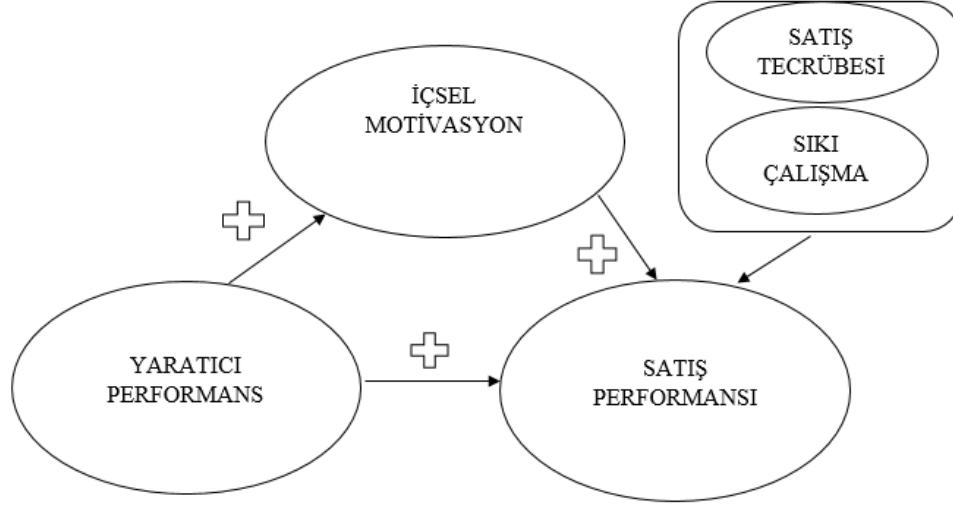 SATIŞ
TECRÜBESİ
İÇSEL
MOTİVASYON
SIKI
ÇALIŞMA
YARATICI
PERFORMANS
SATIŞ
PERFORMANSI